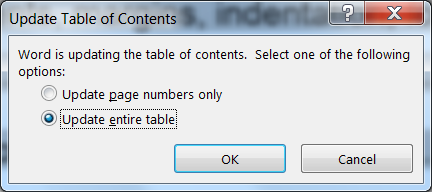 Update Table of Contents
Word is updating the table of contents.  Select one of the following
options:
Update page numbers only
Update entire table
OK
Cancel